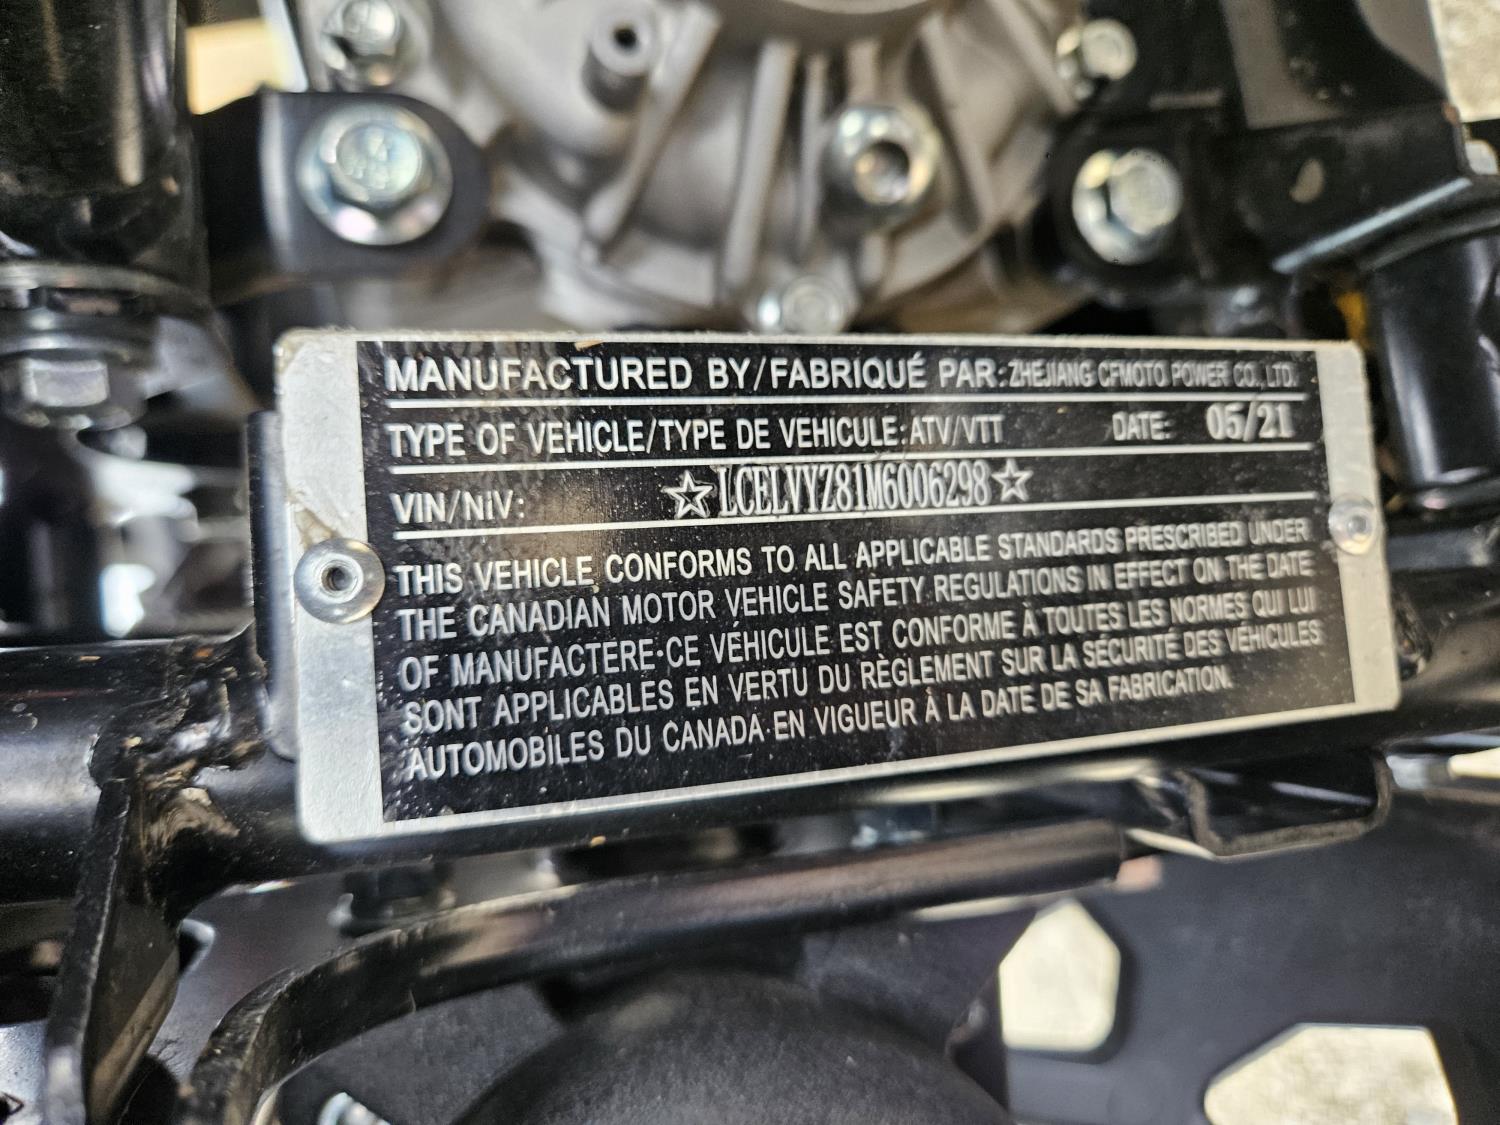 MANUFACTURED BY/FABRIQUÉ PAR: ZHEJIANG CFMOTO POWER CO., LTD.
TYPE OF VEHICLE/TYPE DE VEHICULE: ATV/VTT DATE: 05/21
VIN/NIV: ☆LCELVYZ81M6006298☆
THIS VEHICLE CONFORMS TO ALL APPLICABLE STANDARDS PRESCRIBED UNDER
THE CANADIAN MOTOR VEHICLE SAFETY REGULATIONS IN EFFECT ON THE DATE
OF MANUFACTERE·CE VÉHICULE EST CONFORME À TOUTES LES NORMES QUI LUI
SONT APPLICABLES EN VERTU DU RÈGLEMENT SUR LA SÉCURITÉ DES VÉHICULES
AUTOMOBILES DU CANADA·EN VIGUEUR À LA DATE DE SA FABRICATION.